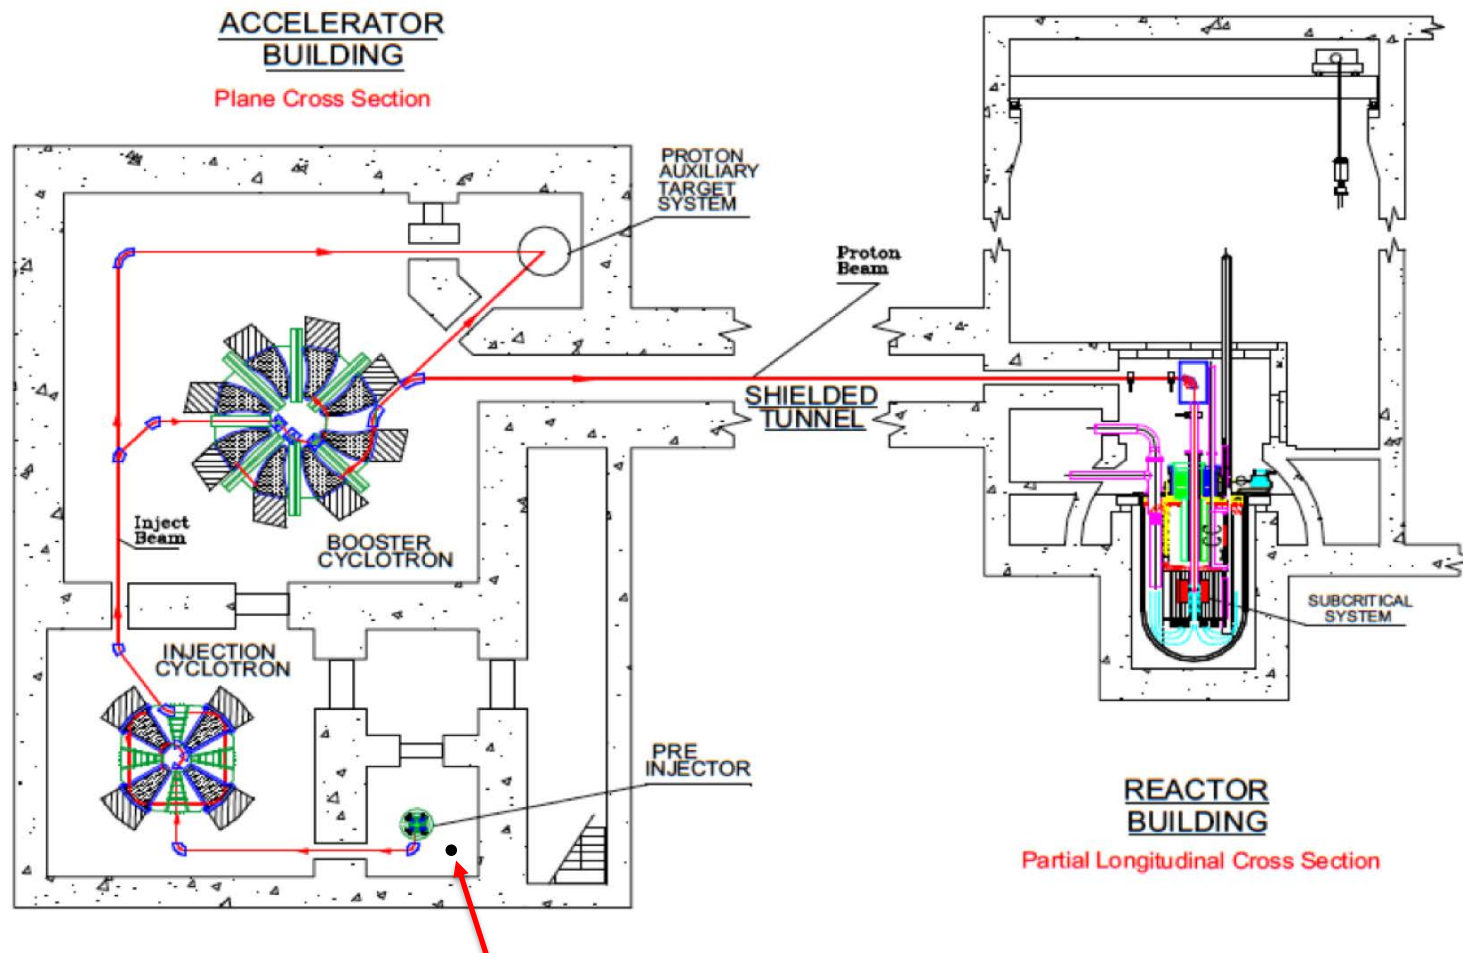 ACCELERATOR
BUILDING
Plane Cross Section
PROTON
AUXILIARY
TARGET
SYSTEM
Proton
Beam
SHIELDED
TUNNEL
Inject
Beam
BOOSTER
CYCLOTRON
INJECTION
CYCLOTRON
SUBCRITICAL
SYSTEM
PRE
INJECTOR
REACTOR
BUILDING
Partial Longitudinal Cross Section